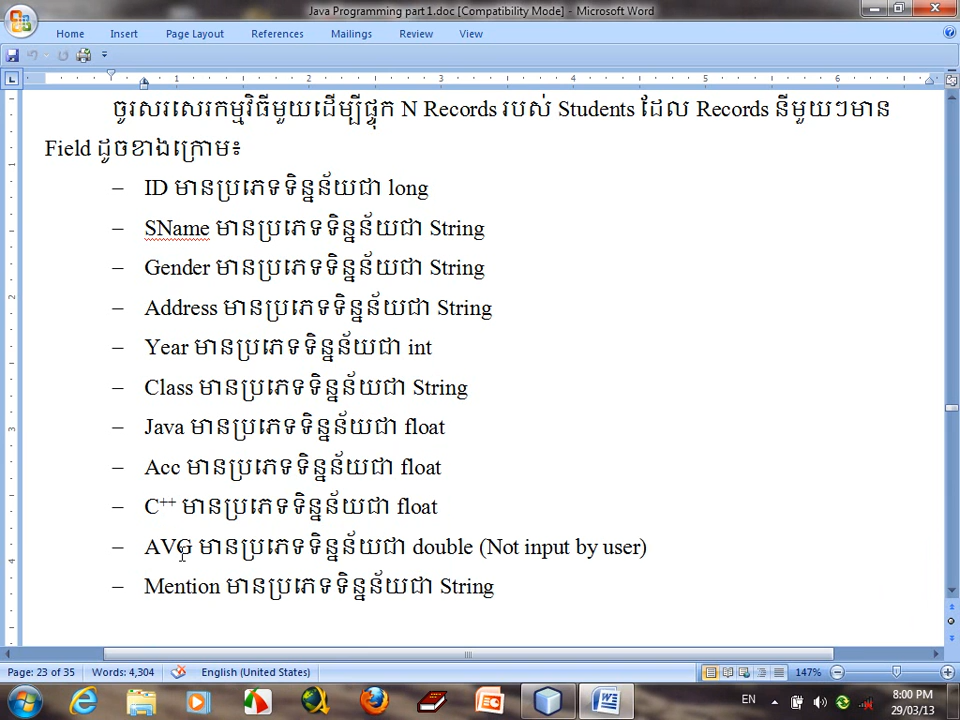 Java Programming part 1.doc [Compatibility Mode] - Microsoft Word
Home Insert Page Layout References Mailings Review View
1 2 3 4 5 6
ចូរសរសេរកម្មវិធីមួយដើម្បីផ្ទុក N Records របស់ Students ដែល Records នីមួយៗមាន
Field ដូចខាងក្រោម៖
– ID មានប្រភេទទិន្នន័យជា long
– SName មានប្រភេទទិន្នន័យជា String
– Gender មានប្រភេទទិន្នន័យជា String
– Address មានប្រភេទទិន្នន័យជា String
– Year មានប្រភេទទិន្នន័យជា int
– Class មានប្រភេទទិន្នន័យជា String
– Java មានប្រភេទទិន្នន័យជា float
– Acc មានប្រភេទទិន្នន័យជា float
– C++ មានប្រភេទទិន្នន័យជា float
– AVG មានប្រភេទទិន្នន័យជា double (Not input by user)
– Mention មានប្រភេទទិន្នន័យជា String
Page: 23 of 35 Words: 4,304 English (United States) 147%
EN 8:00 PM
29/03/13